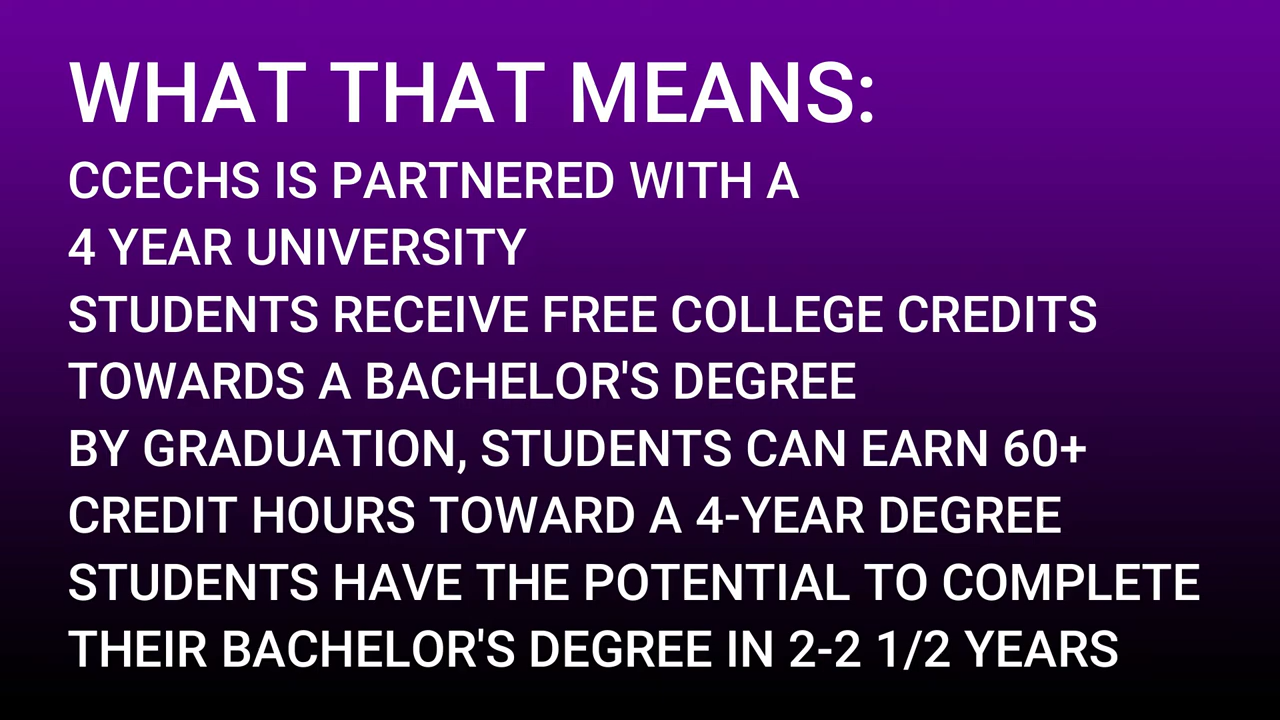 WHAT THAT MEANS:
CCECHS IS PARTNERED WITH A
4 YEAR UNIVERSITY
STUDENTS RECEIVE FREE COLLEGE CREDITS
TOWARDS A BACHELOR'S DEGREE
BY GRADUATION, STUDENTS CAN EARN 60+
CREDIT HOURS TOWARD A 4-YEAR DEGREE
STUDENTS HAVE THE POTENTIAL TO COMPLETE
THEIR BACHELOR'S DEGREE IN 2-2 1/2 YEARS